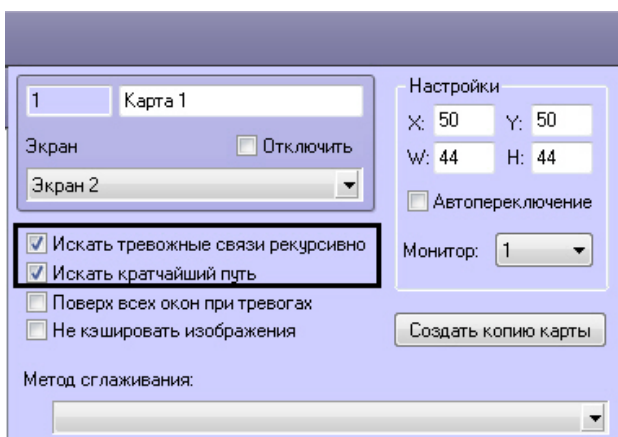 1 Карта 1
Экран Отключить
Экран 2
Искать тревожные связи рекурсивно
Искать кратчайший путь
Поверх всех окон при тревогах
Не кэшировать изображения
Метод сглаживания:
Настройки
X: 50 Y: 50
W: 44 H: 44
Автопереключение
Монитор: 1
Создать копию карты